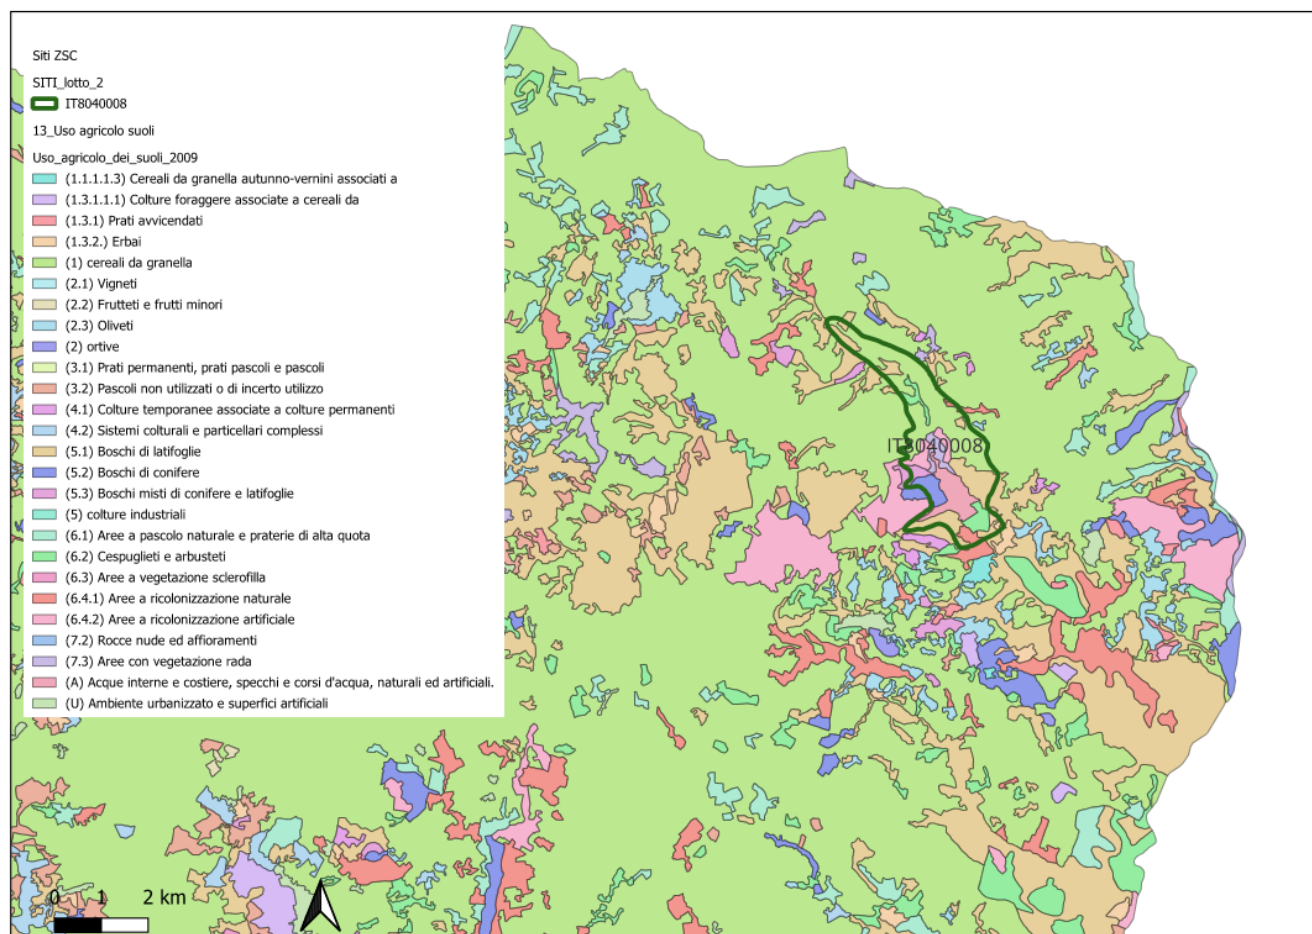 Siti ZSC
SITI_lotto_2
IT8040008
13_Uso agricolo suoli
Uso_agricolo_dei_suoli_2009
(1.1.1.1.3) Cereali da granella autunno-vernini associati a
(1.3.1.1.1) Colture foraggere associate a cereali da
(1.3.1) Prati avvicendati
(1.3.2.) Erbai
(1) cereali da granella
(2.1) Vigneti
(2.2) Frutteti e frutti minori
(2.3) Oliveti
(2) ortive
(3.1) Prati permanenti, prati pascoli e pascoli
(3.2) Pascoli non utilizzati o di incerto utilizzo
(4.1) Colture temporanee associate a colture permanenti
(4.2) Sistemi colturali e particellari complessi
(5.1) Boschi di latifoglie
(5.2) Boschi di conifere
(5.3) Boschi misti di conifere e latifoglie
(5) colture industriali
(6.1) Aree a pascolo naturale e praterie di alta quota
(6.2) Cespuglieti e arbusteti
(6.3) Aree a vegetazione sclerofilla
(6.4.1) Aree a ricolonizzazione naturale
(6.4.2) Aree a ricolonizzazione artificiale
(7.2) Rocce nude ed affioramenti
(7.3) Aree con vegetazione rada
(A) Acque interne e costiere, specchi e corsi d'acqua, naturali ed artificiali.
(U) Ambiente urbanizzato e superfici artificiali
IT8040008
0 1 2 km